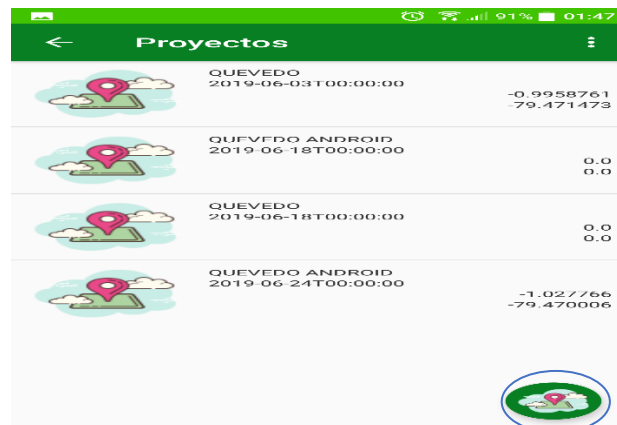 91% 01:47
Proyectos
QUEVEDO
2019-06-03T00:00:00
-0.9958761
-79.471473
QUEVEDO ANDROID
2019-06-18T00:00:00
0.0
0.0
QUEVEDO
2019-06-18T00:00:00
0.0
0.0
QUEVEDO ANDROID
2019-06-24T00:00:00
-1.027766
-79.470006